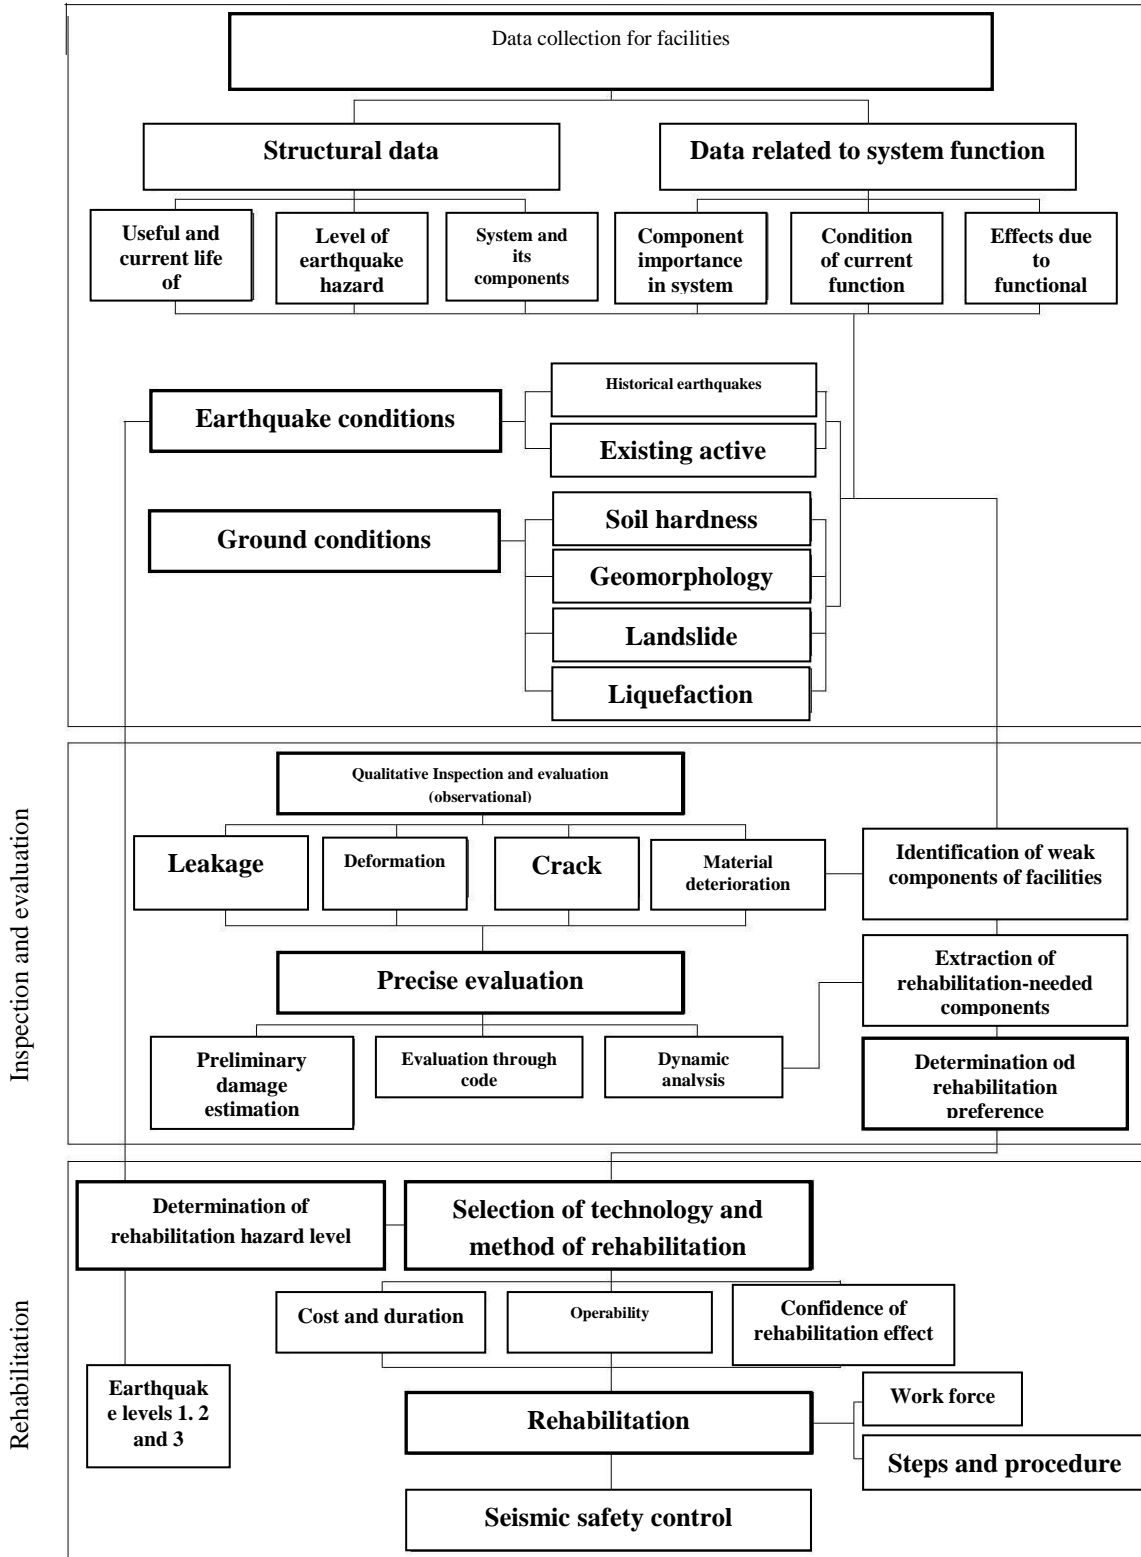 Data collection for facilities
Structural data
Data related to system function
Useful and
current life of
of
Level of
earthquake
hazard
System and
its
components
Component
importance
in system
Condition
of current
function
Effects due
to
functional
Earthquake conditions
Historical earthquakes
Existing active
Ground conditions
Soil hardness
Geomorphology
Landslide
Liquefaction
Inspection and evaluation
Qualitative Inspection and evaluation
(observational)
Leakage
Deformation
Crack
Material
deterioration
Identification of weak
components of facilities
Precise evaluation
Extraction of
rehabilitation-needed
components
Preliminary
damage
estimation
Evaluation through
code
Dynamic
analysis
Determination od
rehabilitation
preference
Rehabilitation
Determination of
rehabilitation hazard level
Selection of technology and
method of rehabilitation
Cost and duration
Operability
Confidence of
rehabilitation effect
Earthquak
e levels 1. 2
and 3
Rehabilitation
Work force
Steps and procedure
Seismic safety control